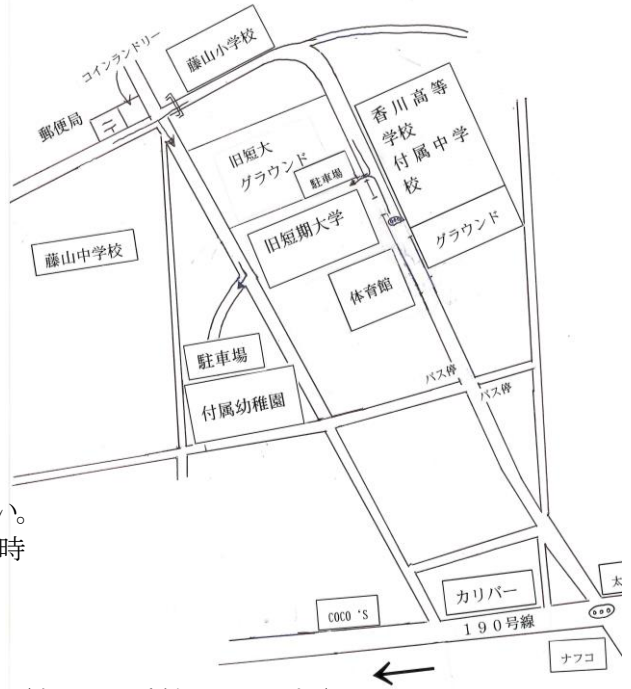 コインランドリー
藤山小学校
郵便局
〒
香川高等
学校
付属中学
校
旧短大
グラウンド
駐車場
旧短期大学
グラウンド
藤山中学校
体育館
駐車場
付属幼稚園
バス停
バス停
い。
時
カリバー
COCO'S
190号線
太
ナフコ